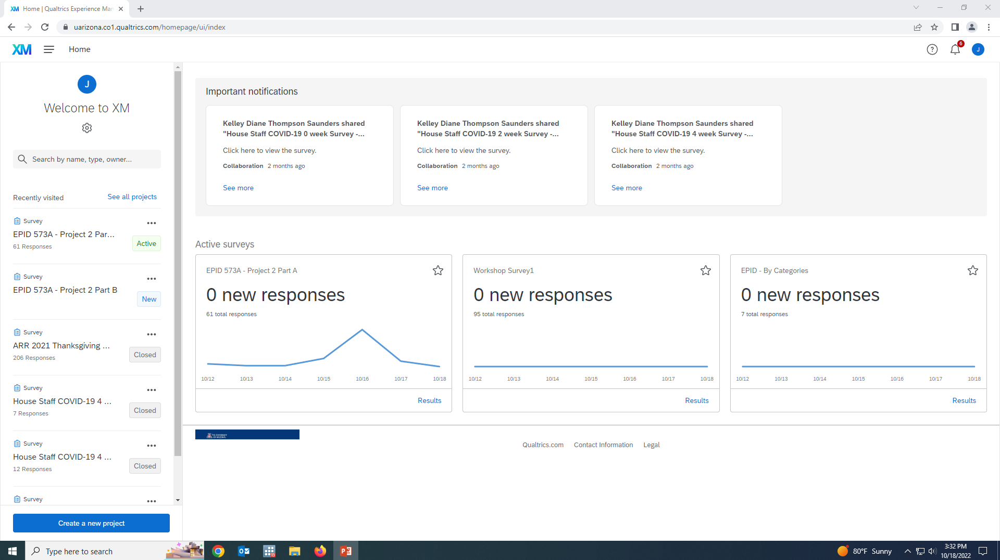 XM Home | Qualtrics Experience Man
uarizona.co1.qualtrics.com/homepage/ui/index
XM Home
6
J
J
Welcome to XM
Search by name, type, owner...
Recently visited See all projects
Survey
EPID 573A - Project 2 Par...
61 Responses
Active
Survey
EPID 573A - Project 2 Part B
New
Survey
ARR 2021 Thanksgiving ...
206 Responses
Closed
Survey
House Staff COVID-19 4 ...
7 Responses
Closed
Survey
House Staff COVID-19 4 ...
12 Responses
Closed
Survey
Create a new project
Important notifications
Kelley Diane Thompson Saunders shared
"House Staff COVID-19 0 week Survey -...
Click here to view the survey.
Collaboration 2 months ago
See more
Kelley Diane Thompson Saunders shared
"House Staff COVID-19 2 week Survey -...
Click here to view the survey.
Collaboration 2 months ago
See more
Kelley Diane Thompson Saunders shared
"House Staff COVID-19 4 week Survey -...
Click here to view the survey.
Collaboration 2 months ago
See more
Active surveys
EPID 573A - Project 2 Part A
0 new responses
61 total responses
10/12 10/13 10/14 10/15 10/16 10/17 10/18
Results
Workshop Survey1
0 new responses
95 total responses
10/12 10/13 10/14 10/15 10/16 10/17 10/18
Results
EPID - By Categories
0 new responses
7 total responses
10/12 10/13 10/14 10/15 10/16 10/17 10/18
Results
THE UNIVERSITY
OF ARIZONA
Qualtrics.com Contact Information Legal
Type here to search
80°F Sunny
3:32 PM
10/18/2022